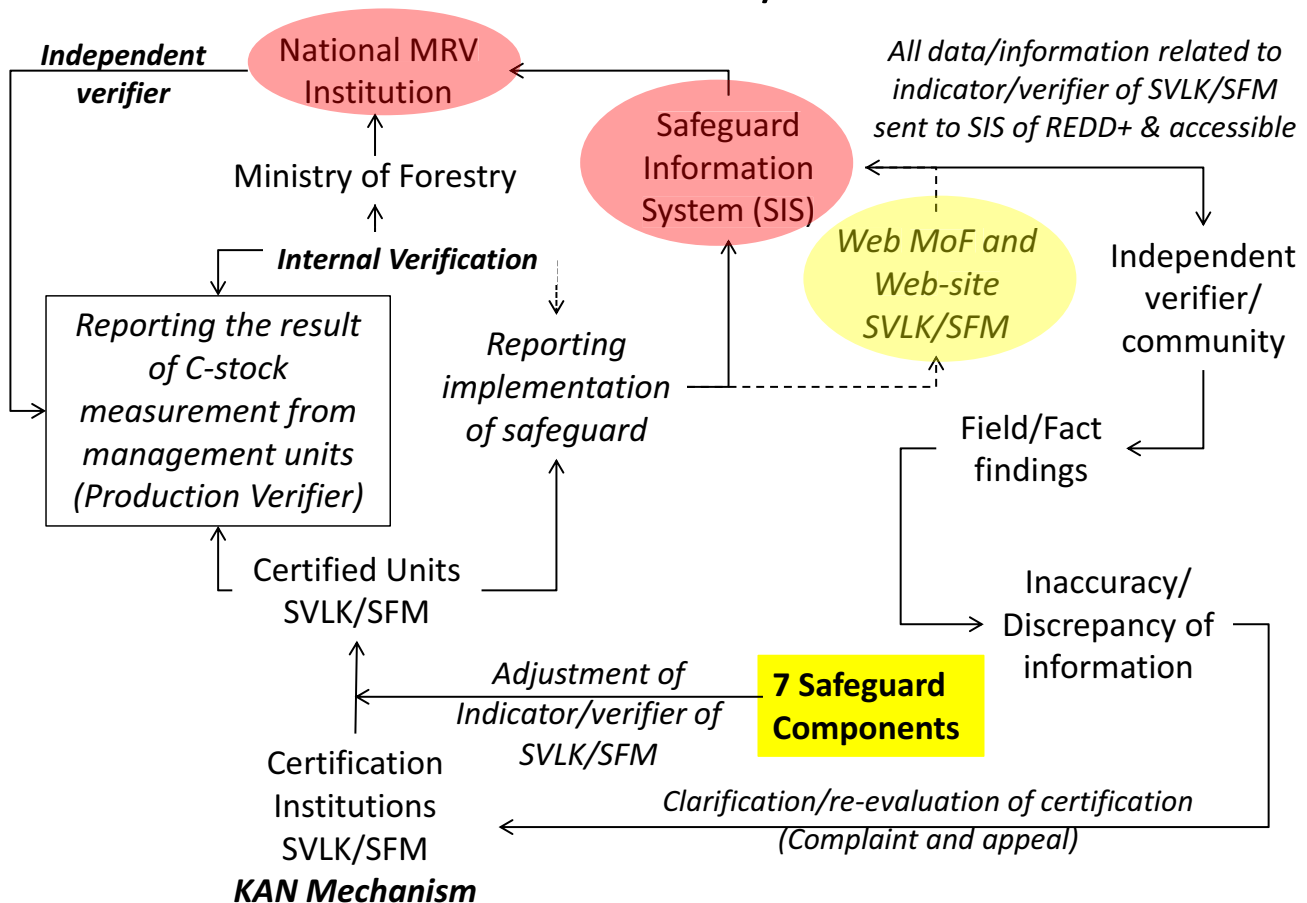 Independent
verifier
National MRV
Institution
All data/information related to
indicator/verifier of SVLK/SFM
sent to SIS of REDD+ & accessible
Safeguard
Information
System (SIS)
Ministry of Forestry
Internal Verification
Web MoF and
Web-site
SVLK/SFM
Independent
verifier/
community
Reporting the result
of C-stock
measurement from
management units
(Production Verifier)
Reporting
implementation
of safeguard
Field/Fact
findings
Certified Units
SVLK/SFM
Inaccuracy/
Discrepancy of
information
Adjustment of
Indicator/verifier of
SVLK/SFM
7 Safeguard
Components
Certification
Institutions
SVLK/SFM
KAN Mechanism
Clarification/re-evaluation of certification
(Complaint and appeal)